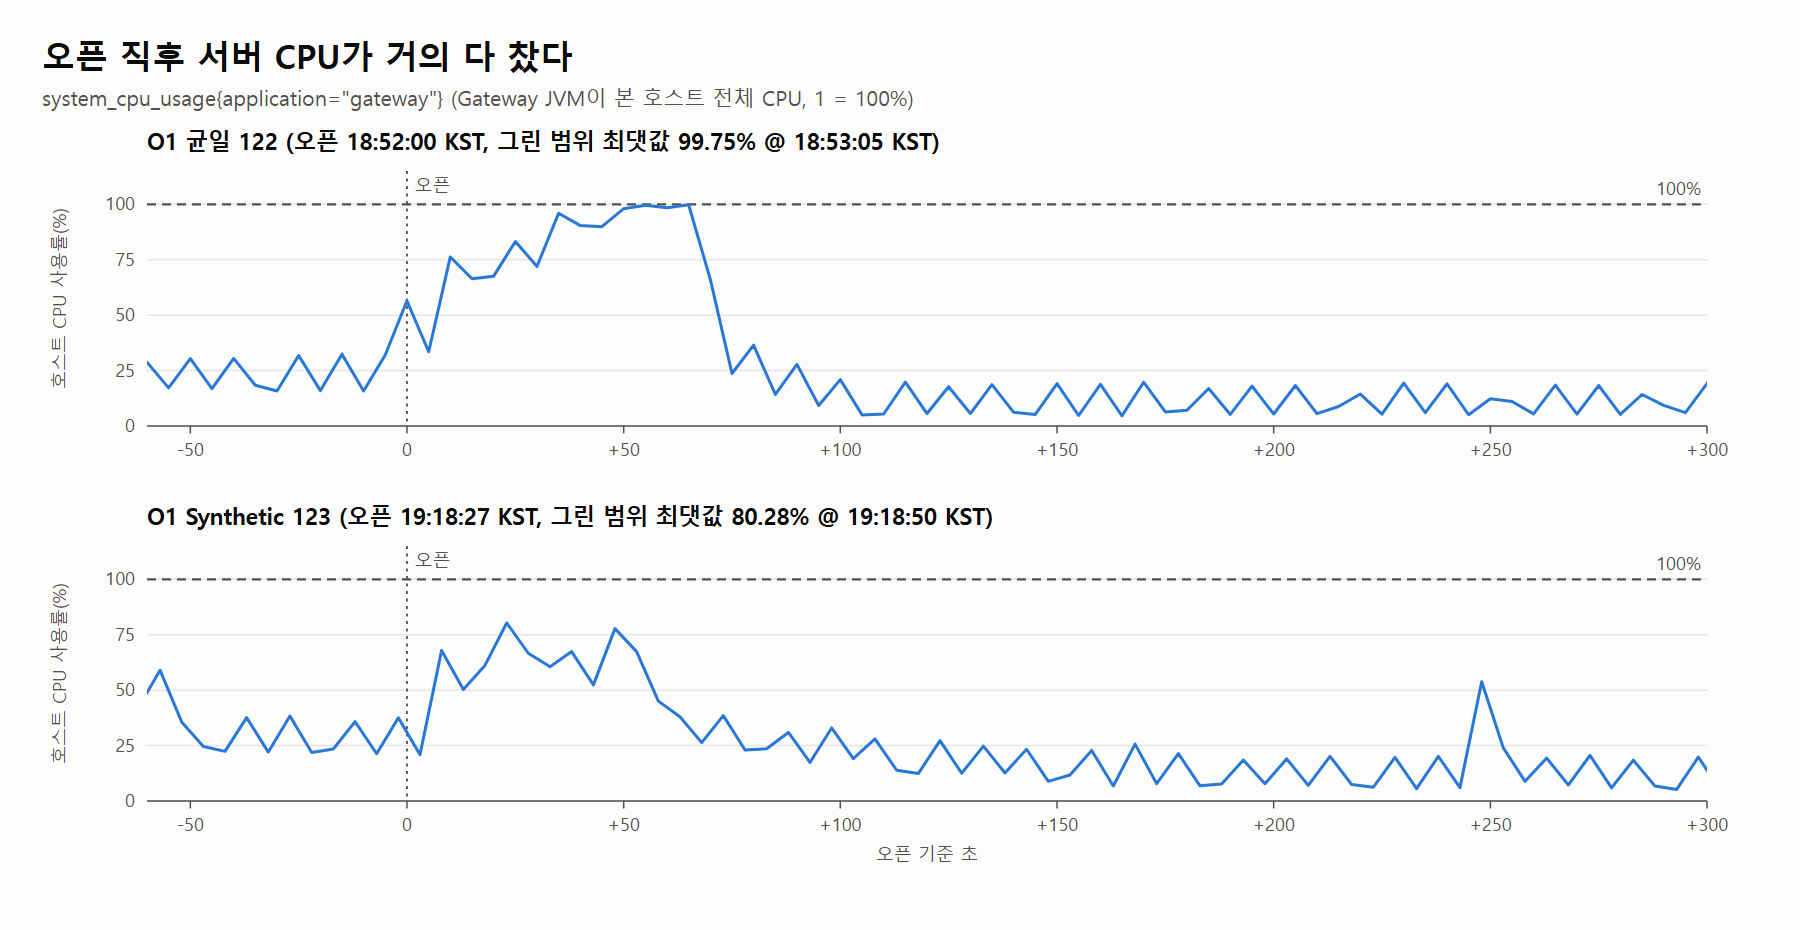 오픈 직후 서버 CPU가 거의 다 찼다
system_cpu_usage{application="gateway"} (Gateway JVM이 본 호스트 전체 CPU, 1 = 100%)
O1 균일 122 (오픈 18:52:00 KST, 그린 범위 최댓값 99.75% @ 18:53:05 KST)
오픈
100%
호스트 CPU 사용률(%)
100
75
50
25
0
-50 0 +50 +100 +150 +200 +250 +300
O1 Synthetic 123 (오픈 19:18:27 KST, 그린 범위 최댓값 80.28% @ 19:18:50 KST)
오픈
100%
호스트 CPU 사용률(%)
100
75
50
25
0
-50 0 +50 +100 +150 +200 +250 +300
오픈 기준 초